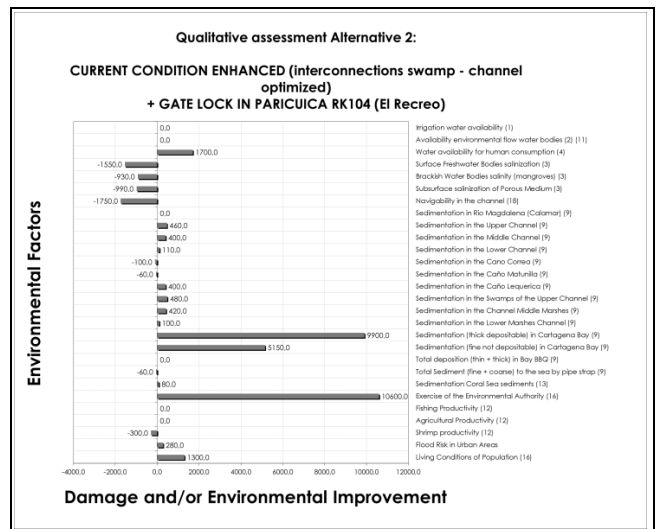 Qualitative assessment Alternative 2:
CURRENT CONDITION ENHANCED (interconnections swamp - channel
optimized)
+ GATE LOCK IN PARICUICA RK104 (El Recreo)
Environmental Factors
0,0 Irrigation water availability (1)
0,0 Availability environmental flow water bodies (2) (11)
1700,0 Water availability for human consumption (4)
-1550,0 Surface Freshwater Bodies salinization (3)
-930,0 Brackish Water Bodies salinity (mangroves) (3)
-990,0 Subsurface salinization of Porous Medium (3)
-1750,0 Navigability in the channel (18)
0,0 Sedimentation in Río Magdalena (Calamar) (9)
460,0 Sedimentation in the Upper Channel (9)
400,0 Sedimentation in the Middle Channel (9)
110,0 Sedimentation in the Lower Channel (9)
-100,0 Sedimentation in the Cano Correa (9)
-60,0 Sedimentation in the Caño Matunilla (9)
400,0 Sedimentation in the Caño Lequerica (9)
480,0 Sedimentation in the Swamps of the Upper Channel (9)
420,0 Sedimentation in the Channel Middle Marshes (9)
100,0 Sedimentation in the Lower Marshes Channel (9)
9900,0 Sedimentation (thick depositable) in Cartagena Bay (9)
5150,0 Sedimentation (fine not depositable) in Cartagena Bay (9)
0,0 Total deposition (thin + thick) in Bay BBQ (9)
-60,0 Total Sediment (fine + coarse) to the sea by pipe strap (9)
80,0 Sedimentation Coral Sea sediments (13)
10600,0 Exercise of the Environmental Authority (16)
0,0 Fishing Productivity (12)
0,0 Agricultural Productivity (12)
-300,0 Shrimp productivity (12)
280,0 Flood Risk in Urban Areas
1300,0 Living Conditions of Population (16)
-4000,0 -2000,0 0,0 2000,0 4000,0 6000,0 8000,0 10000,0 12000,0
Damage and/or Environmental Improvement